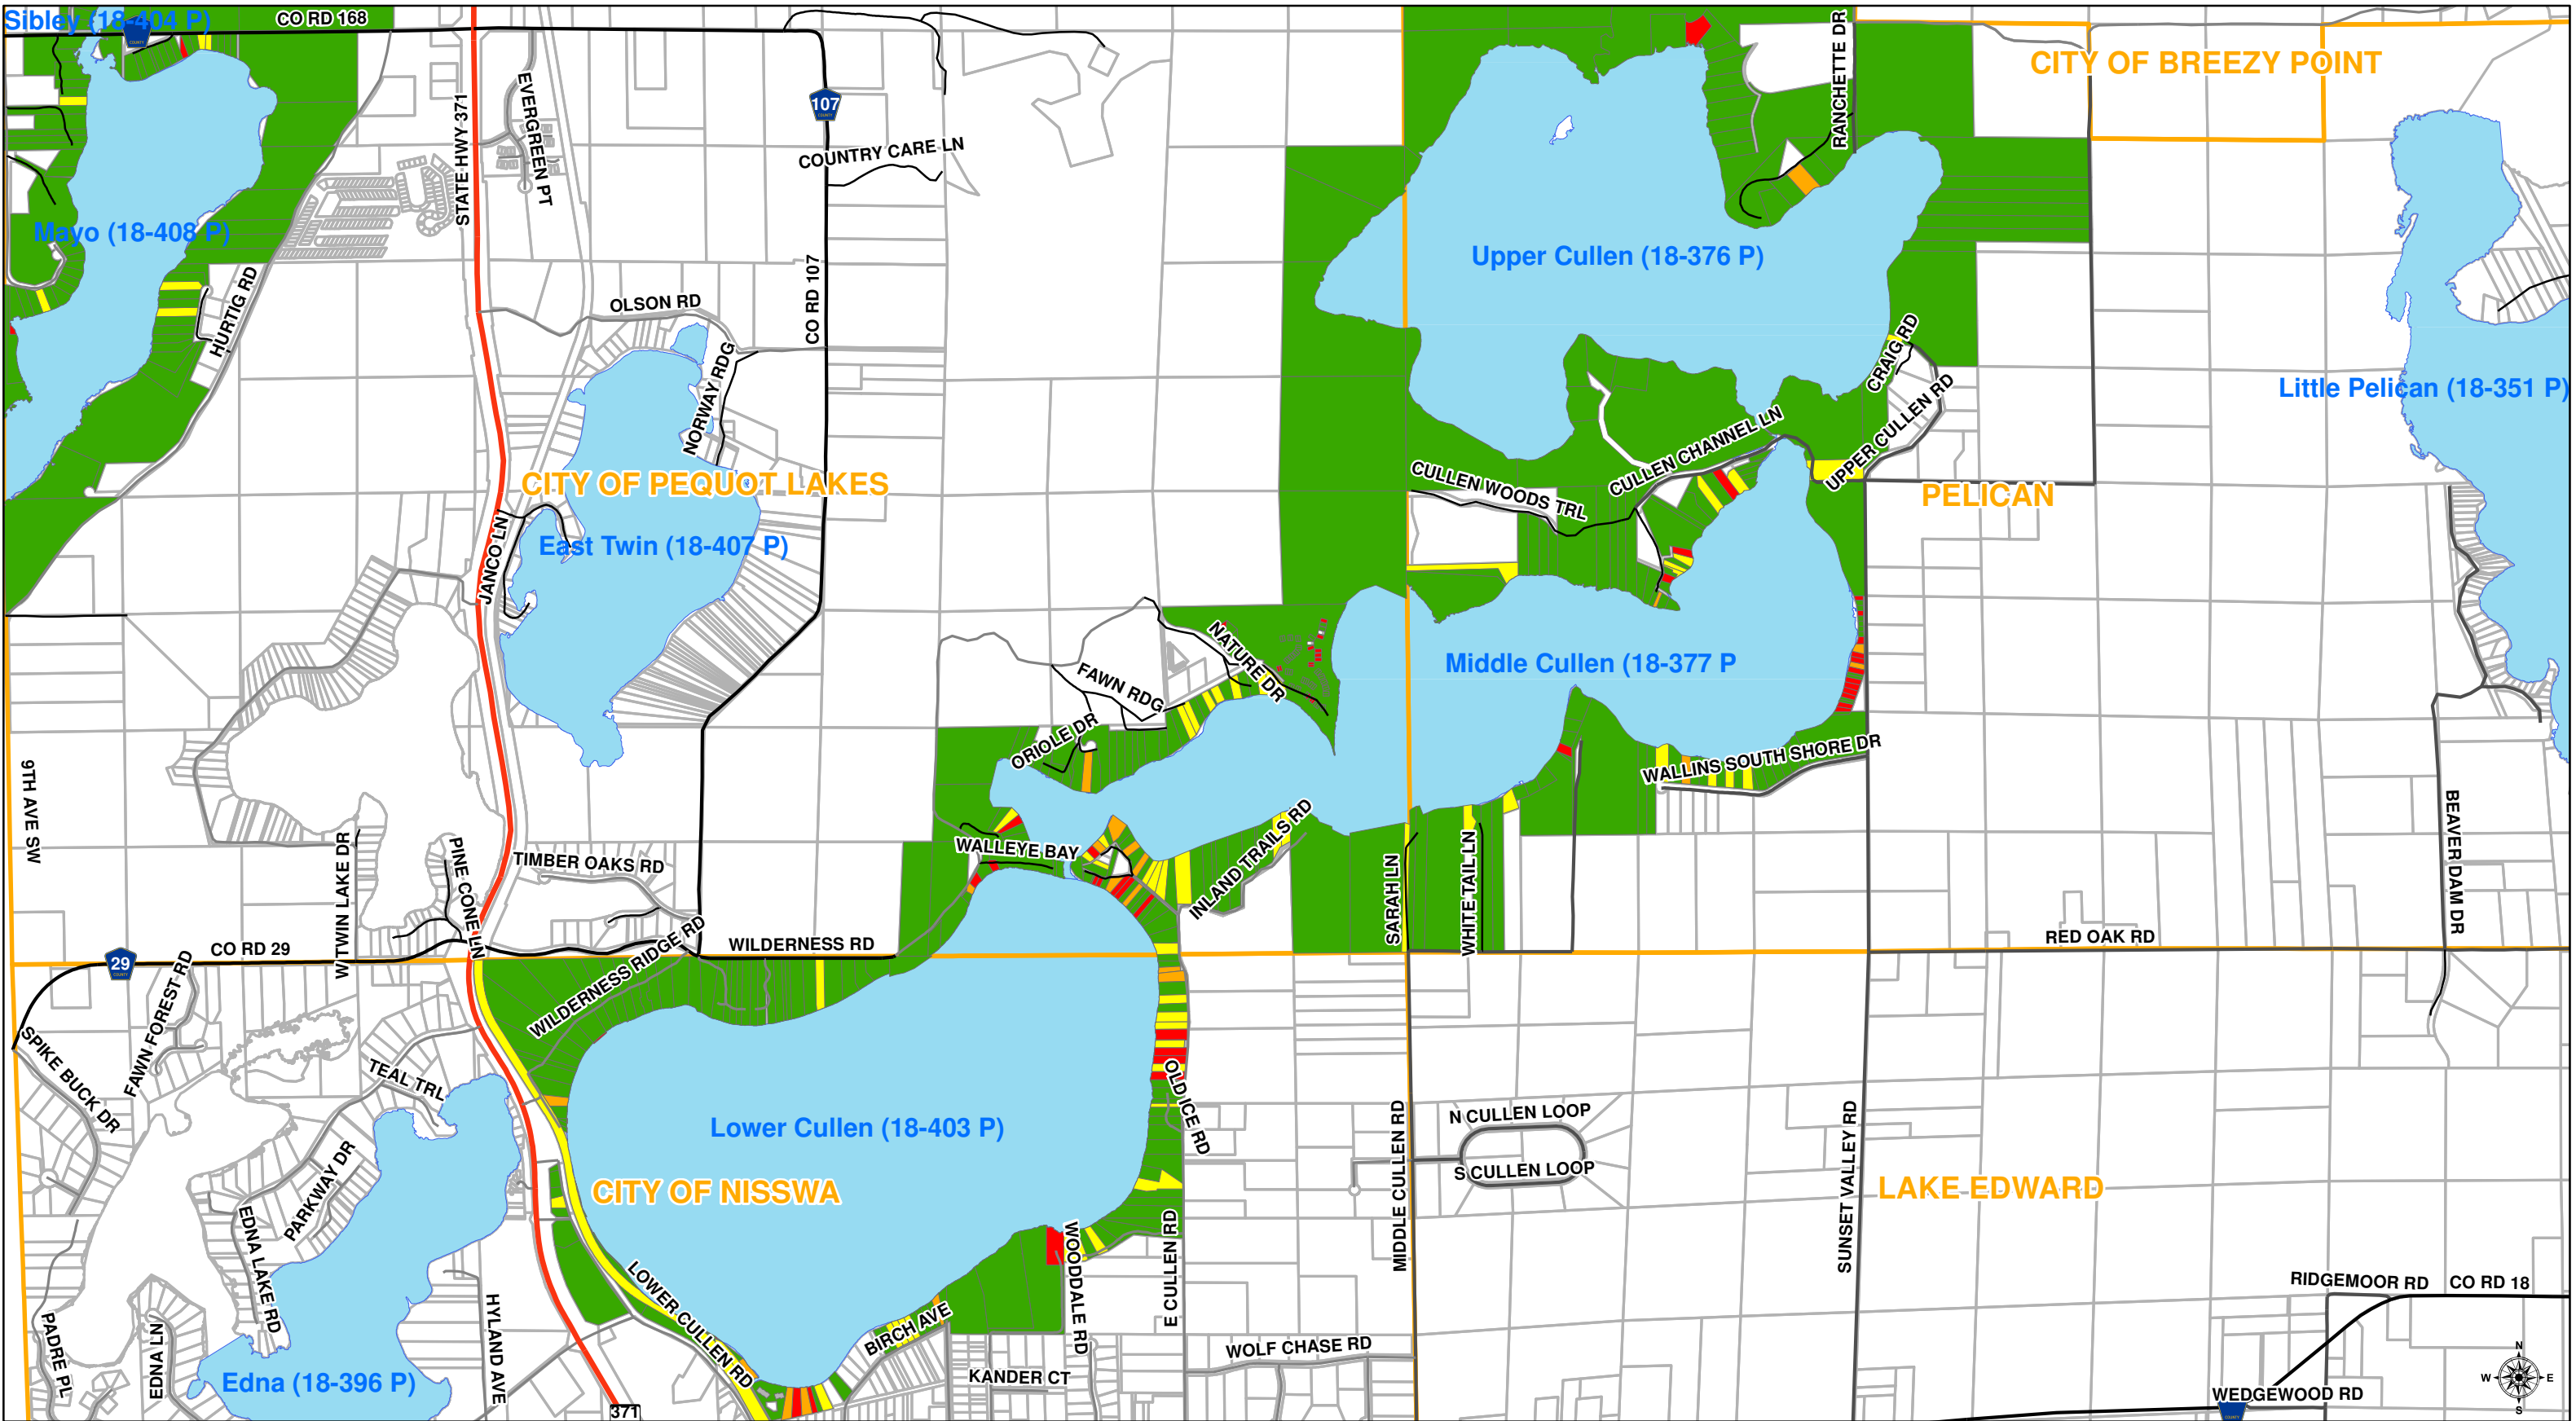 Sibley (18-404 P)
CO RD 168
CITY OF BREEZY POINT
RANCHETTE DR
STATE HWY 371
EVERGREEN PT
107
COUNTY
COUNTRY CARE LN
Mayo (18-408 P)
Upper Cullen (18-376 P)
HURTIG RD
OLSON RD
CO RD 107
NORWAY RDG
CRAIG RD
Little Pelican (18-351 P)
UPPER CULLEN RD
CULLEN CHANNEL LN
CULLEN WOODS TRL
CITY OF PEQUOT LAKES
PELICAN
JANCO LN
East Twin (18-407 P)
NATURE DR
FAWN RDG
Middle Cullen (18-377 P
ORIOLE DR
WALLINS SOUTH SHORE DR
9TH AVE SW
BEAVER DAM DR
INLAND TRAILS RD
W TWIN LAKE DR
PINE CONE LN
TIMBER OAKS RD
WALLEYE BAY
SARAH LN
WHITE TAIL LN
29
COUNTY
CO RD 29
WILDERNESS RIDGE RD
WILDERNESS RD
RED OAK RD
FAWN FOREST RD
SPIKE BUCK DR
TEAL TRL
OLD ICE RD
Lower Cullen (18-403 P)
N CULLEN LOOP
S CULLEN LOOP
MIDDLE CULLEN RD
SUNSET VALLEY RD
PARKWAY DR
CITY OF NISSWA
LAKE EDWARD
EDNA LAKE RD
WOODDALE RD
E CULLEN RD
LOWER CULLEN RD
RIDGEMOOR RD
CO RD 18
PADRE PL
EDNA LN
HYLAND AVE
BIRCH AVE
WOLF CHASE RD
KANDER CT
Edna (18-396 P)
371
WEDGEWOOD RD
COUNTY
N
W
E
S